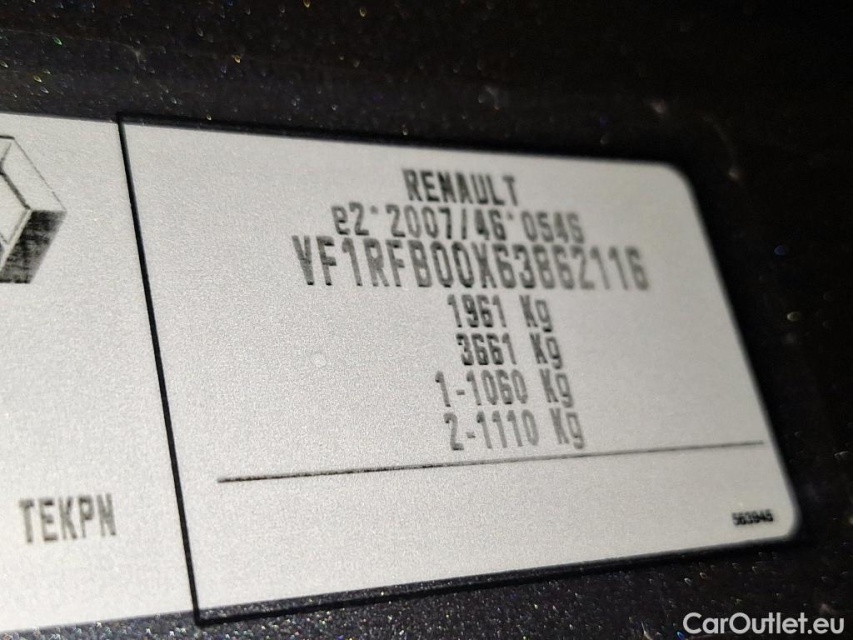 RENAULT
e2*2007/46*0546
VF1RFB00X63862116
1961 Kg
3661 Kg
1-1060 Kg
2-1110 Kg
TEKPN
563945
CarOutlet.eu